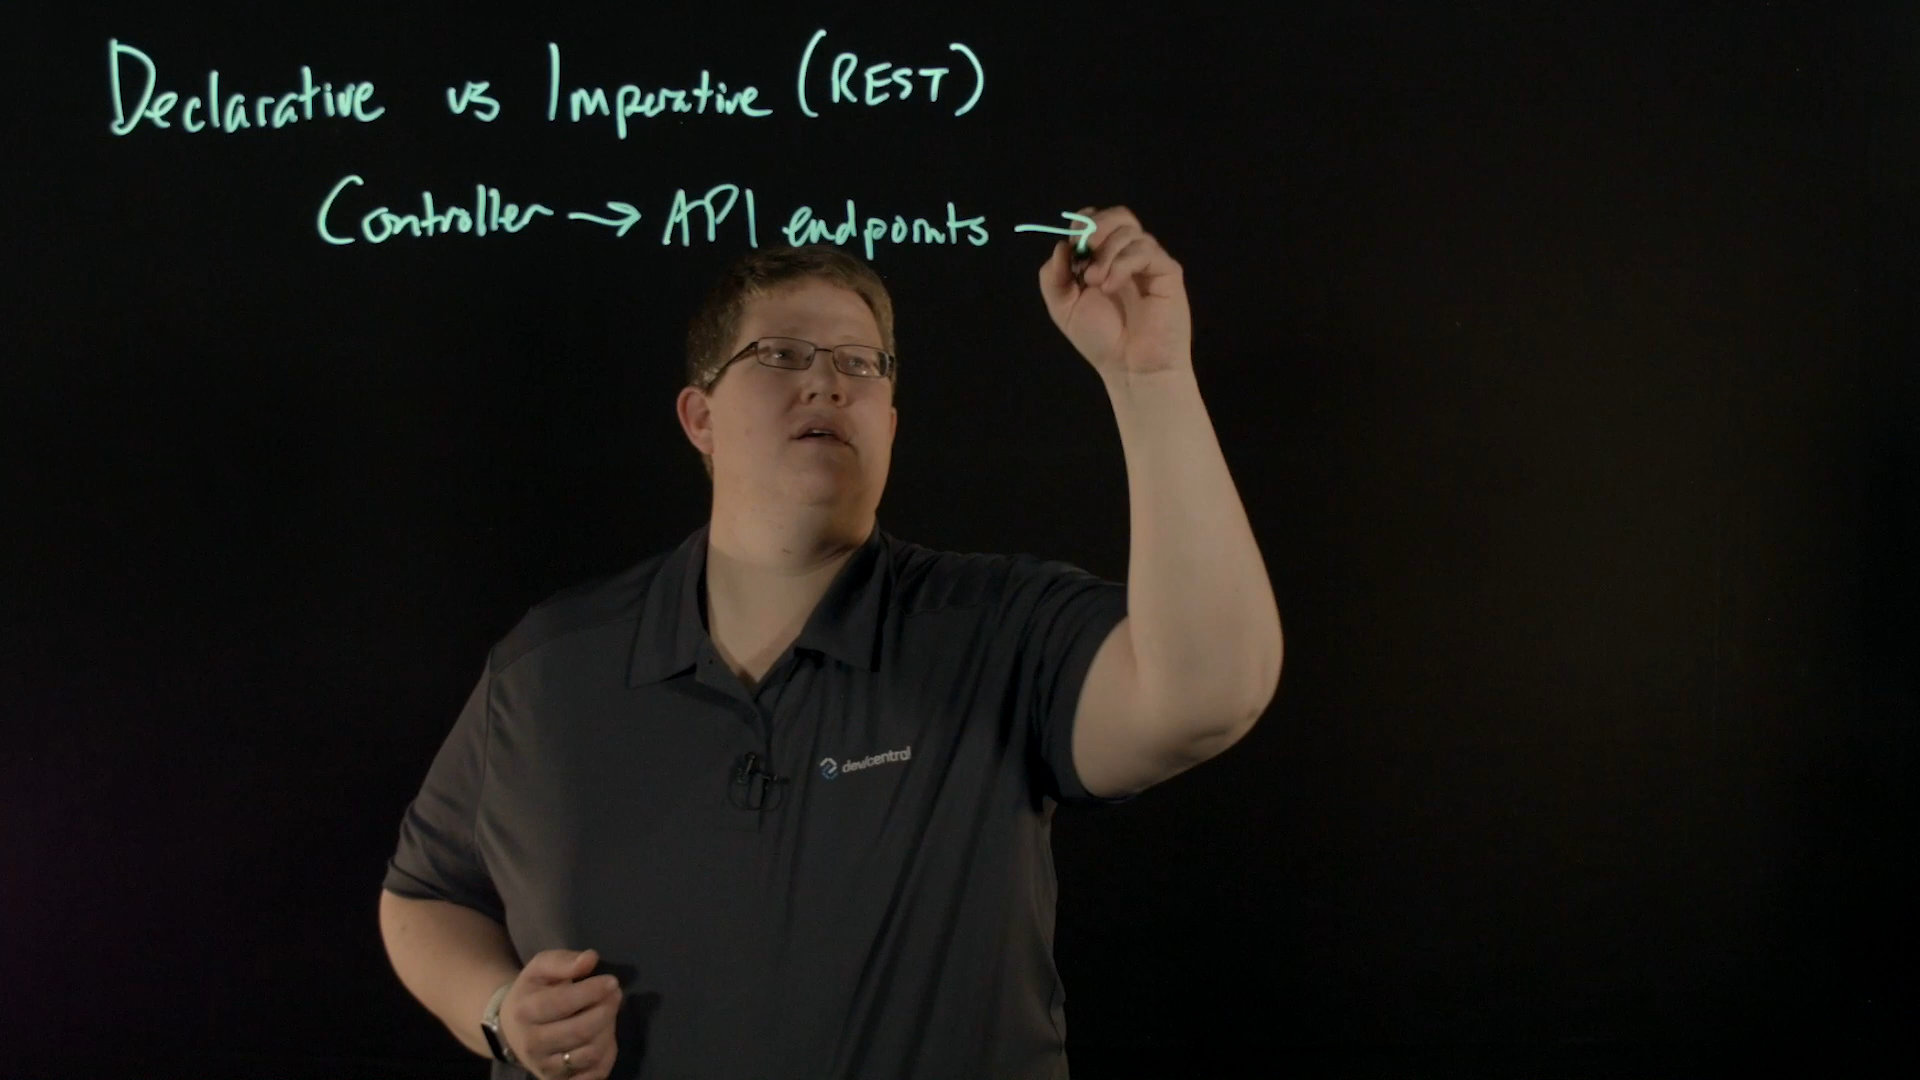 Declarative vs Imperative (REST)
Controller → API endpoints →
devcentral